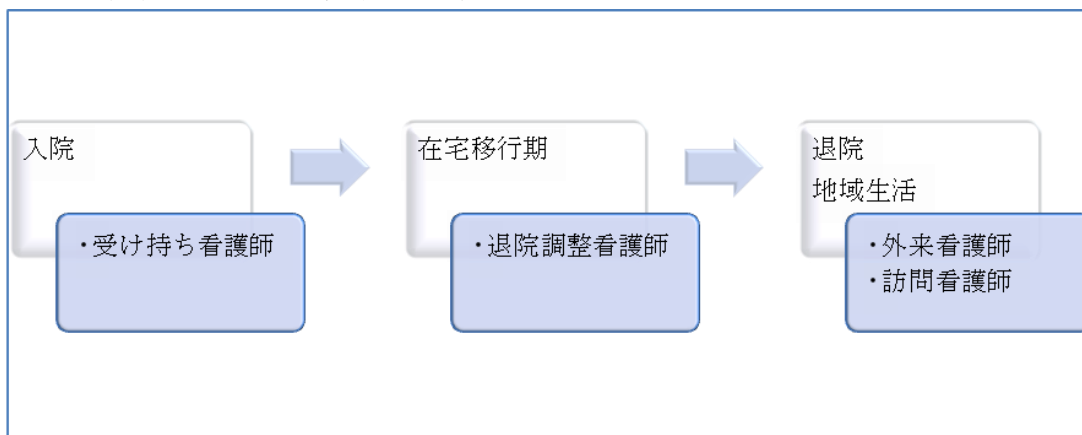 入院
・受け持ち看護師
在宅移行期
・退院調整看護師
退院
地域生活
・外来看護師
・訪問看護師